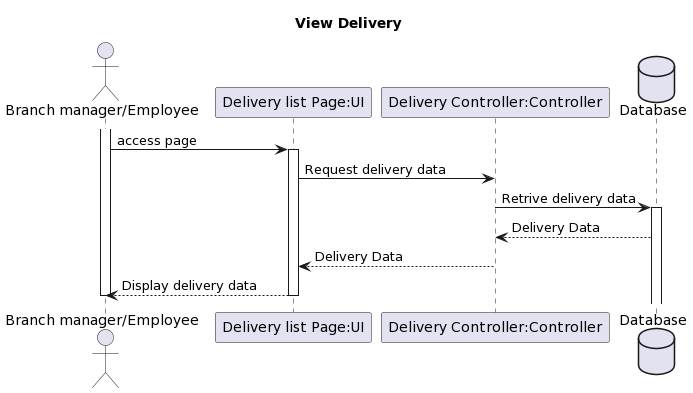 View Delivery
Branch manager/Employee
Delivery list Page:UI
Delivery Controller:Controller
Database
access page
Request delivery data
Retrive delivery data
Delivery Data
Delivery Data
Display delivery data
Branch manager/Employee
Delivery list Page:UI
Delivery Controller:Controller
Database